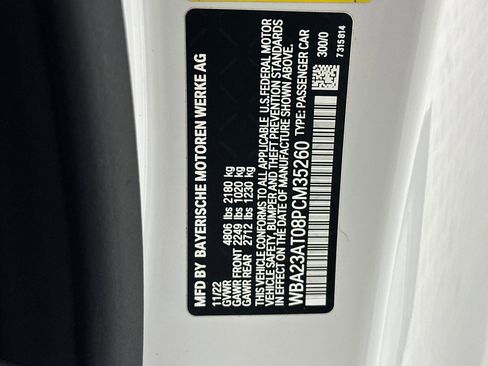 MFD BY BAYERISCHE MOTOREN WERKE AG
11/22
GVWR 4806 lbs 2180 kg
GAWR FRONT 2249 lbs 1020 kg
GAWR REAR 2712 lbs 1230 kg
THIS VEHICLE CONFORMS TO ALL APPLICABLE U.S. FEDERAL MOTOR
VEHICLE SAFETY, BUMPER AND THEFT PREVENTION STANDARDS
IN EFFECT ON THE DATE OF MANUFACTURE SHOWN ABOVE.
WBA23AT08PCM35260 TYPE: PASSENGER CAR
300/0
7 315 814